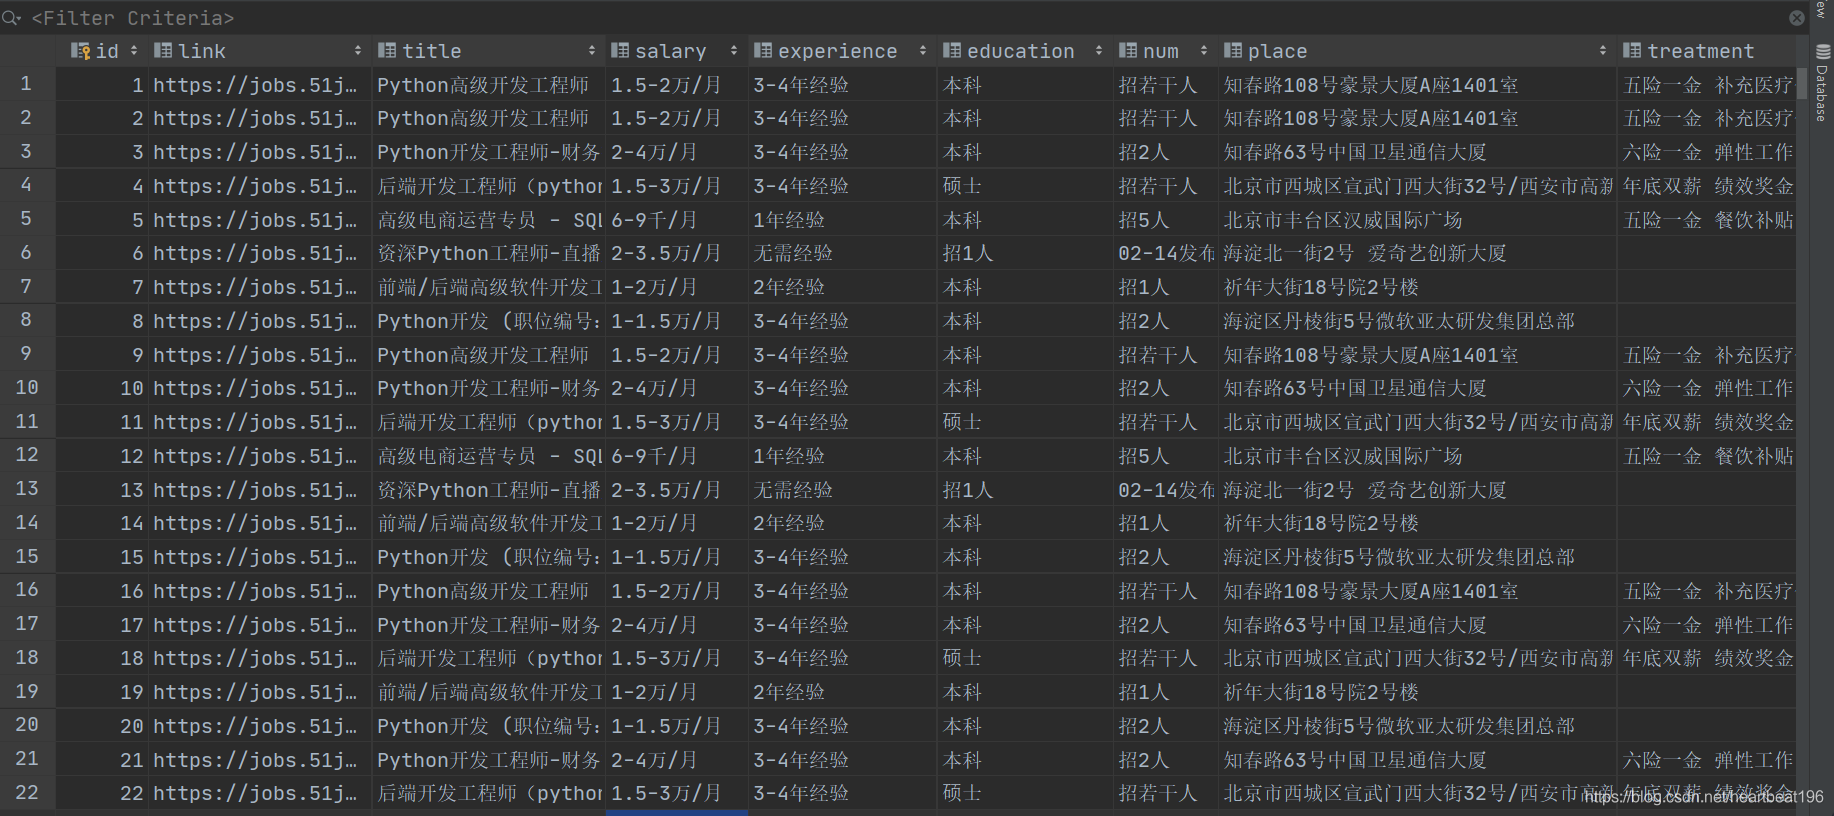 <Filter Criteria>
id link title salary experience education num place treatment
1 1 https://jobs.51j… Python高级开发工程师 1.5-2万/月 3-4年经验 本科 招若干人 知春路108号豪景大厦A座1401室 五险一金 补充医疗
2 2 https://jobs.51j… Python高级开发工程师 1.5-2万/月 3-4年经验 本科 招若干人 知春路108号豪景大厦A座1401室 五险一金 补充医疗
3 3 https://jobs.51j… Python开发工程师-财务 2-4万/月 3-4年经验 本科 招2人 知春路63号中国卫星通信大厦 六险一金 弹性工作
4 4 https://jobs.51j… 后端开发工程师（python 1.5-3万/月 3-4年经验 硕士 招若干人 北京市西城区宣武门西大街32号/西安市高新 年底双薪 绩效奖金
5 5 https://jobs.51j… 高级电商运营专员 - SQL 6-9千/月 1年经验 本科 招5人 北京市丰台区汉威国际广场 五险一金 餐饮补贴
6 6 https://jobs.51j… 资深Python工程师-直播 2-3.5万/月 无需经验 招1人 02-14发布 海淀北一街2号 爱奇艺创新大厦
7 7 https://jobs.51j… 前端/后端高级软件开发工 1-2万/月 2年经验 本科 招1人 祈年大街18号院2号楼
8 8 https://jobs.51j… Python开发 (职位编号: 1-1.5万/月 3-4年经验 本科 招2人 海淀区丹棱街5号微软亚太研发集团总部
9 9 https://jobs.51j… Python高级开发工程师 1.5-2万/月 3-4年经验 本科 招若干人 知春路108号豪景大厦A座1401室 五险一金 补充医疗
10 10 https://jobs.51j… Python开发工程师-财务 2-4万/月 3-4年经验 本科 招2人 知春路63号中国卫星通信大厦 六险一金 弹性工作
11 11 https://jobs.51j… 后端开发工程师（python 1.5-3万/月 3-4年经验 硕士 招若干人 北京市西城区宣武门西大街32号/西安市高新 年底双薪 绩效奖金
12 12 https://jobs.51j… 高级电商运营专员 - SQL 6-9千/月 1年经验 本科 招5人 北京市丰台区汉威国际广场 五险一金 餐饮补贴
13 13 https://jobs.51j… 资深Python工程师-直播 2-3.5万/月 无需经验 招1人 02-14发布 海淀北一街2号 爱奇艺创新大厦
14 14 https://jobs.51j… 前端/后端高级软件开发工 1-2万/月 2年经验 本科 招1人 祈年大街18号院2号楼
15 15 https://jobs.51j… Python开发 (职位编号: 1-1.5万/月 3-4年经验 本科 招2人 海淀区丹棱街5号微软亚太研发集团总部
16 16 https://jobs.51j… Python高级开发工程师 1.5-2万/月 3-4年经验 本科 招若干人 知春路108号豪景大厦A座1401室 五险一金 补充医疗
17 17 https://jobs.51j… Python开发工程师-财务 2-4万/月 3-4年经验 本科 招2人 知春路63号中国卫星通信大厦 六险一金 弹性工作
18 18 https://jobs.51j… 后端开发工程师（python 1.5-3万/月 3-4年经验 硕士 招若干人 北京市西城区宣武门西大街32号/西安市高新 年底双薪 绩效奖金
19 19 https://jobs.51j… 前端/后端高级软件开发工 1-2万/月 2年经验 本科 招1人 祈年大街18号院2号楼
20 20 https://jobs.51j… Python开发 (职位编号: 1-1.5万/月 3-4年经验 本科 招2人 海淀区丹棱街5号微软亚太研发集团总部
21 21 https://jobs.51j… Python开发工程师-财务 2-4万/月 3-4年经验 本科 招2人 知春路63号中国卫星通信大厦 六险一金 弹性工作
22 22 https://jobs.51j… 后端开发工程师（python 1.5-3万/月 3-4年经验 硕士 招若干人 北京市西城区宣武门西大街32号/西安市高新 年底双薪 绩效奖金
Database
https://blog.csdn.net/heartbeat196